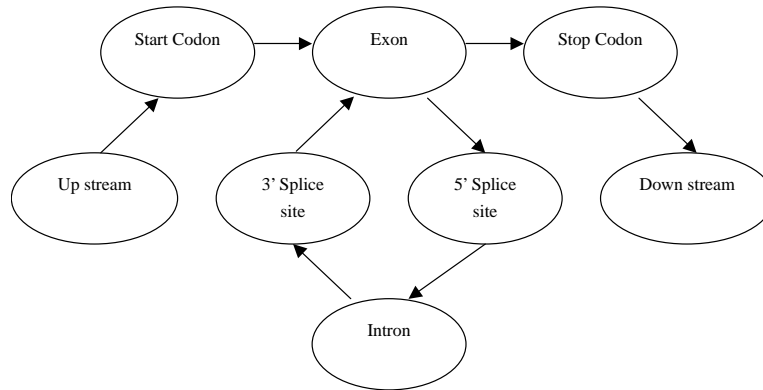 Start Codon
Exon
Stop Codon
Up stream
3’ Splice
site
5’ Splice
site
Down stream
Intron